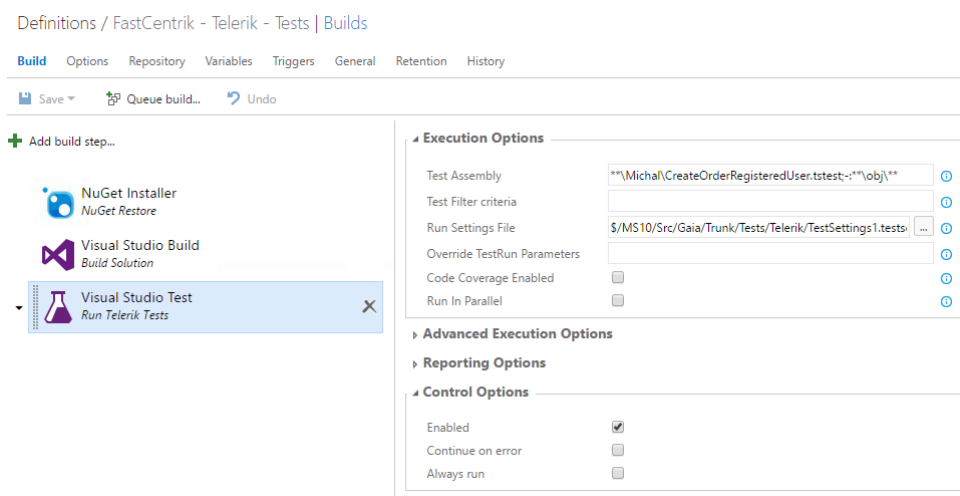 Definitions / FastCentrik - Telerik - Tests | Builds
Build Options Repository Variables Triggers General Retention History
Save Queue build... Undo
Add build step...
NuGet Installer
NuGet Restore
Visual Studio Build
Build Solution
Visual Studio Test
Run Telerik Tests
Execution Options
Test Assembly **\Michal\CreateOrderRegisteredUser.tstest;-:**\obj\**
Test Filter criteria
Run Settings File $/MS10/Src/Gaia/Trunk/Tests/Telerik/TestSettings1.tests ...
Override TestRun Parameters
Code Coverage Enabled
Run In Parallel
Advanced Execution Options
Reporting Options
Control Options
Enabled
Continue on error
Always run